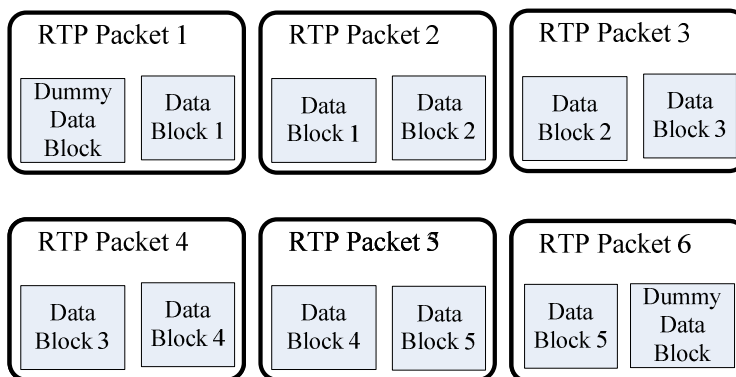 RTP Packet 1
Dummy
Data
Block
Data
Block 1
RTP Packet 2
Data
Block 1
Data
Block 2
RTP Packet 3
Data
Block 2
Data
Block 3
RTP Packet 4
Data
Block 3
Data
Block 4
RTP Packet 5
Data
Block 4
Data
Block 5
RTP Packet 6
Data
Block 5
Dummy
Data
Block